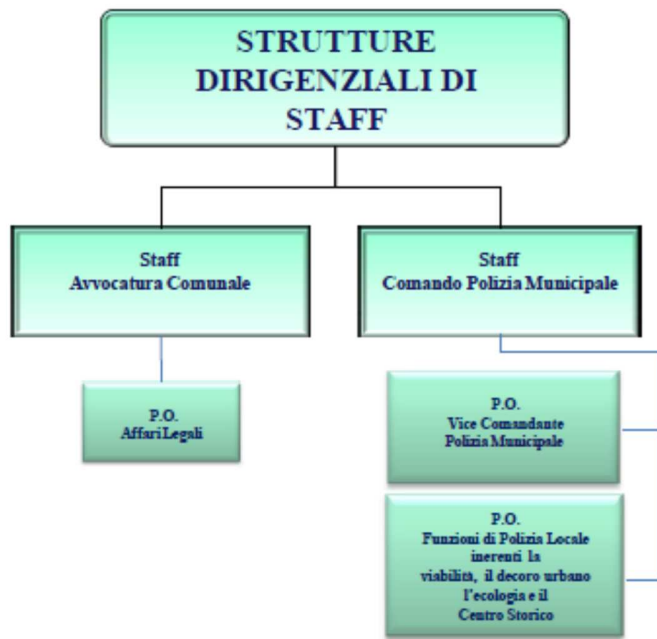 STRUTTURE
DIRIGENZIALI DI
STAFF
Staff
Avvocatura Comunale
Staff
Comando Polizia Municipale
P.O.
Affari Legali
P.O.
Vice Comandante
Polizia Municipale
P.O.
Funzioni di Polizia Locale
inerenti la
viabilità, il decoro urbano
l'ecologia e il
Centro Storico